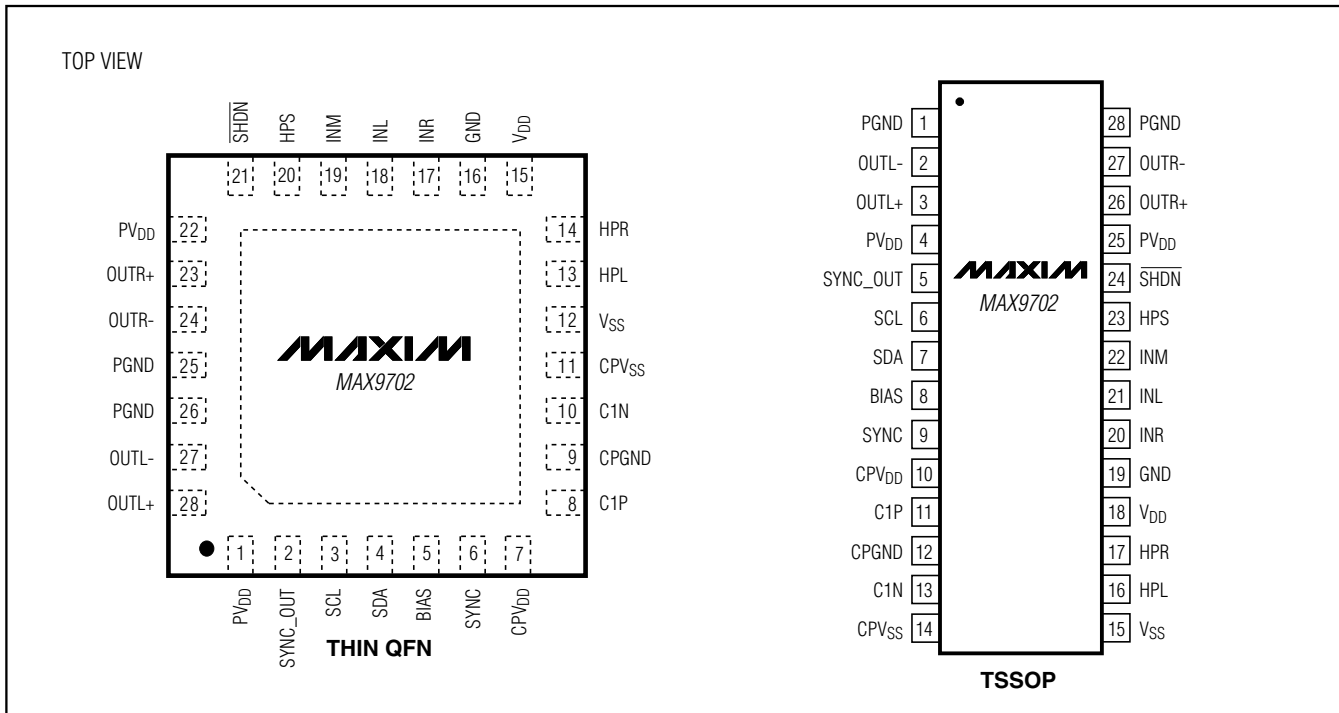 TOP VIEW
SHDN
HPS
INM
INL
INR
GND
VDD
21
20
19
18
17
16
15
PVDD 22
OUTR+ 23
OUTR- 24
PGND 25
PGND 26
OUTL- 27
OUTL+ 28
14 HPR
13 HPL
12 VSS
11 CPVSS
10 C1N
9 CPGND
8 C1P
MAXIM
MAX9702
1
2
3
4
5
6
7
PVDD
SYNC_OUT
SCL
SDA
BIAS
SYNC
CPVDD
THIN QFN
PGND 1
OUTL- 2
OUTL+ 3
PVDD 4
SYNC_OUT 5
SCL 6
SDA 7
BIAS 8
SYNC 9
CPVDD 10
C1P 11
CPGND 12
C1N 13
CPVSS 14
MAXIM
MAX9702
28 PGND
27 OUTR-
26 OUTR+
25 PVDD
24 SHDN
23 HPS
22 INM
21 INL
20 INR
19 GND
18 VDD
17 HPR
16 HPL
15 VSS
TSSOP